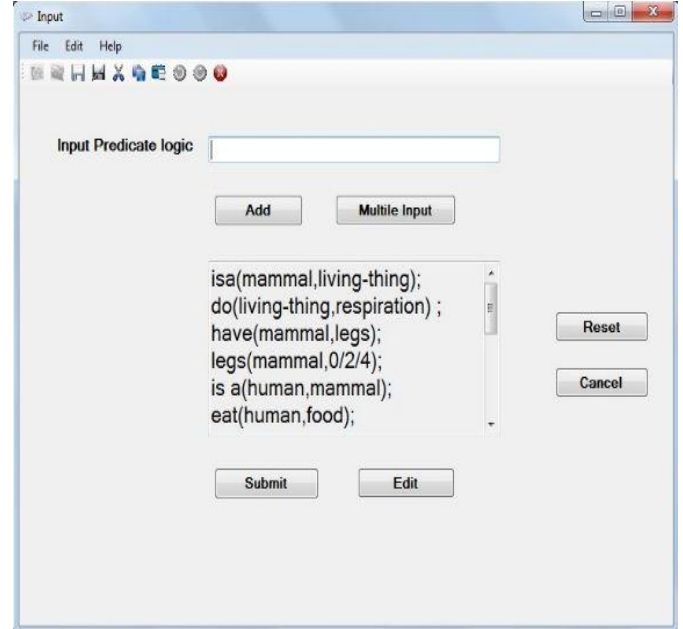 Input
File Edit Help
Input Predicate logic
Add Multile Input
isa(mammal,living-thing);
do(living-thing,respiration) ;
have(mammal,legs);
legs(mammal,0/2/4);
is a(human,mammal);
eat(human,food);
Reset
Cancel
Submit Edit